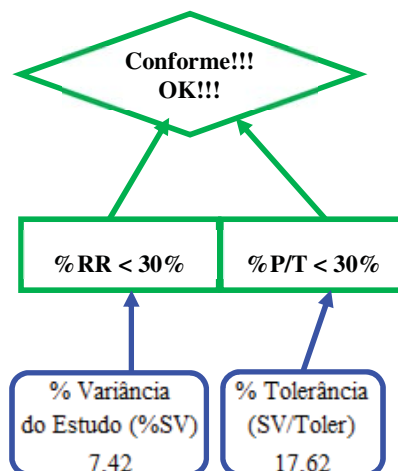 Conforme!!!
OK!!!
%RR < 30%
%P/T < 30%
% Variância
do Estudo (%SV)
7,42
% Tolerância
(SV/Toler)
17,62